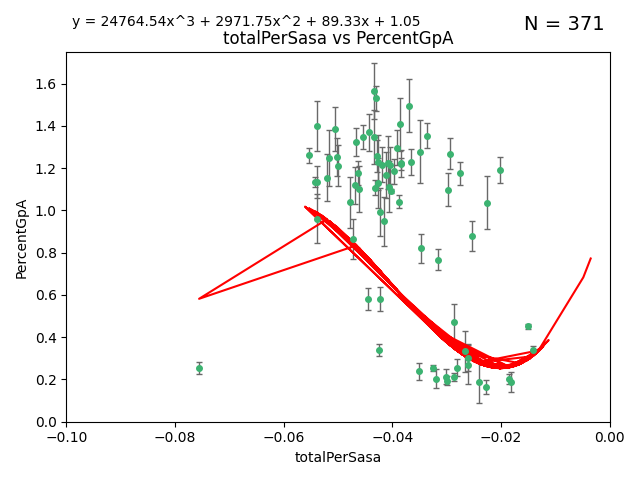 y = 24764.54x^3 + 2971.75x^2 + 89.33x + 1.05
N = 371
totalPerSasa vs PercentGpA
PercentGpA
1.6
1.4
1.2
1.0
0.8
0.6
0.4
0.2
0.0
−0.10 −0.08 −0.06 −0.04 −0.02 0.00
totalPerSasa